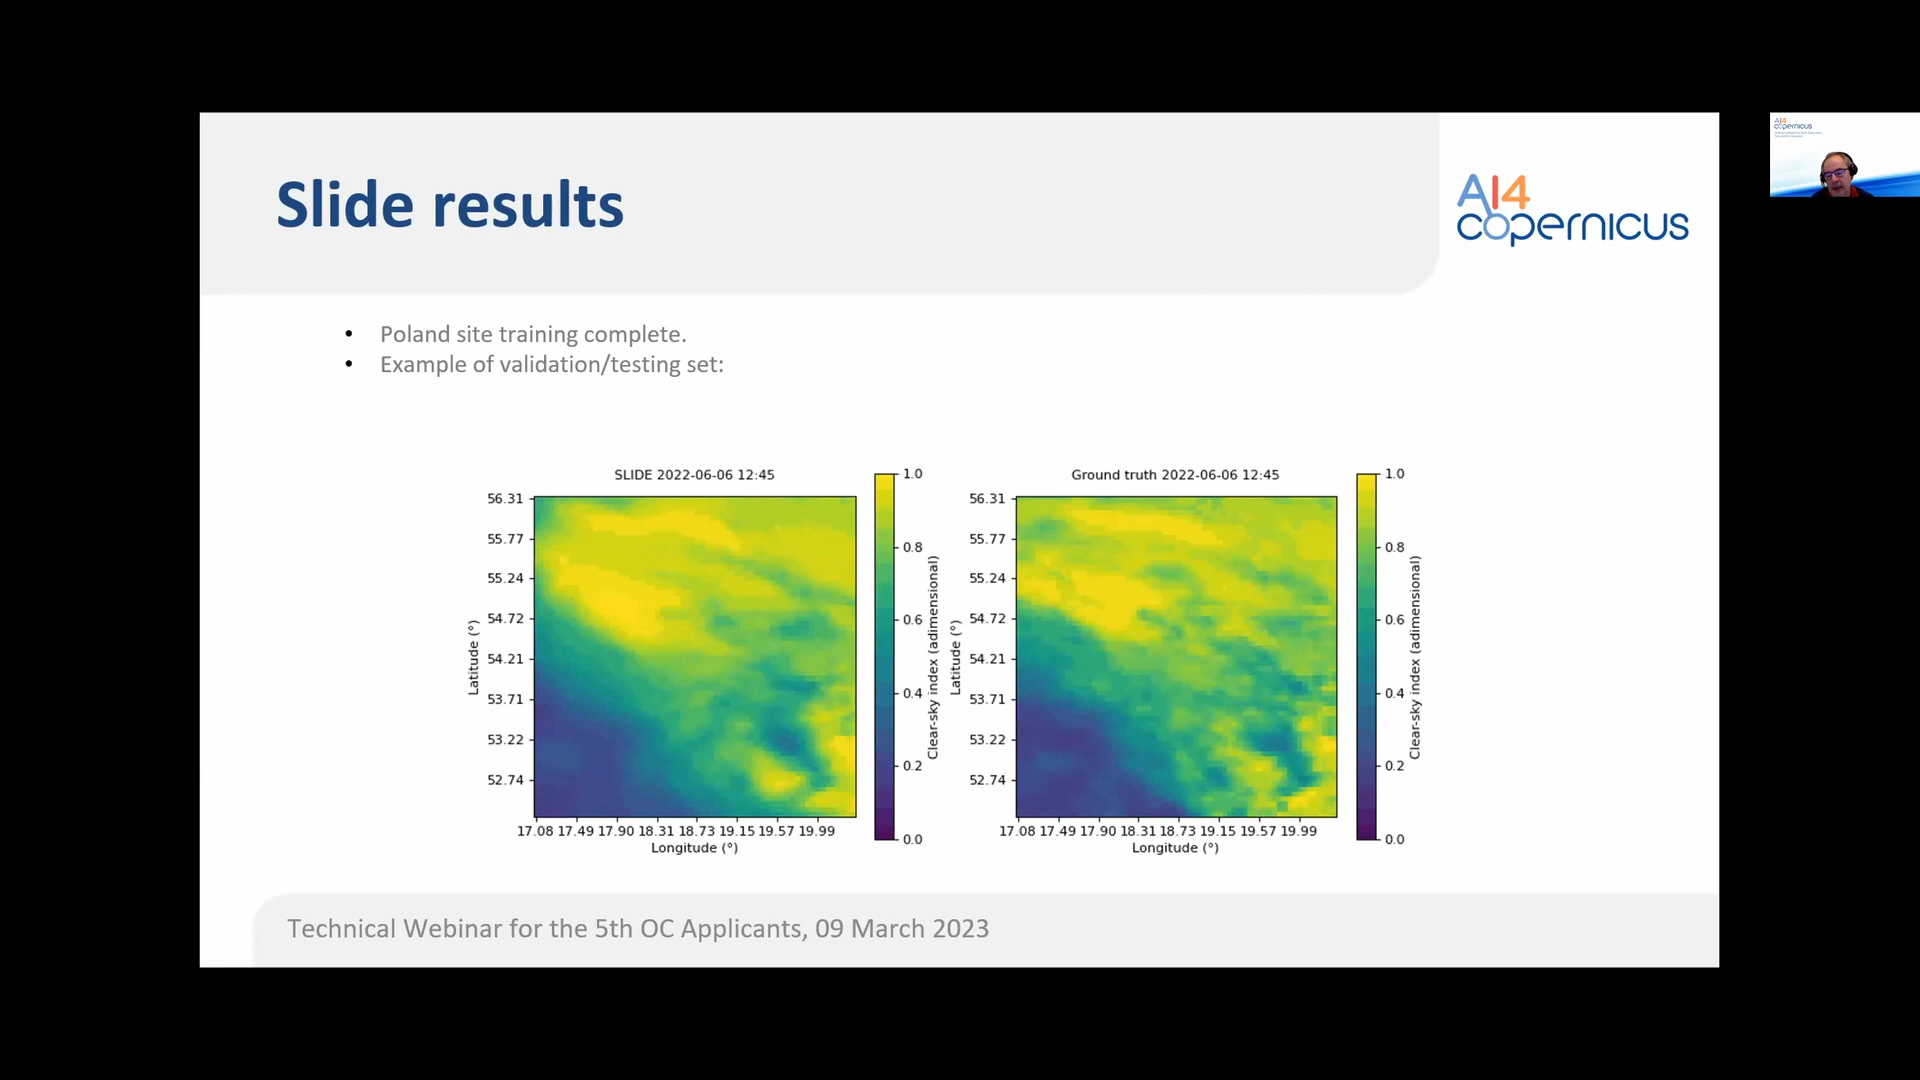 Slide results
AI4
copernicus
AI4
copernicus
• Poland site training complete.
• Example of validation/testing set:
SLIDE 2022-06-06 12:45
56.31
55.77
55.24
54.72
54.21
53.71
53.22
52.74
Latitude (°)
17.08 17.49 17.90 18.31 18.73 19.15 19.57 19.99
Longitude (°)
1.0
0.8
0.6
0.4
0.2
0.0
Clear-sky index (adimensional)
Ground truth 2022-06-06 12:45
56.31
55.77
55.24
54.72
54.21
53.71
53.22
52.74
Latitude (°)
17.08 17.49 17.90 18.31 18.73 19.15 19.57 19.99
Longitude (°)
1.0
0.8
0.6
0.4
0.2
0.0
Clear-sky index (adimensional)
Technical Webinar for the 5th OC Applicants, 09 March 2023